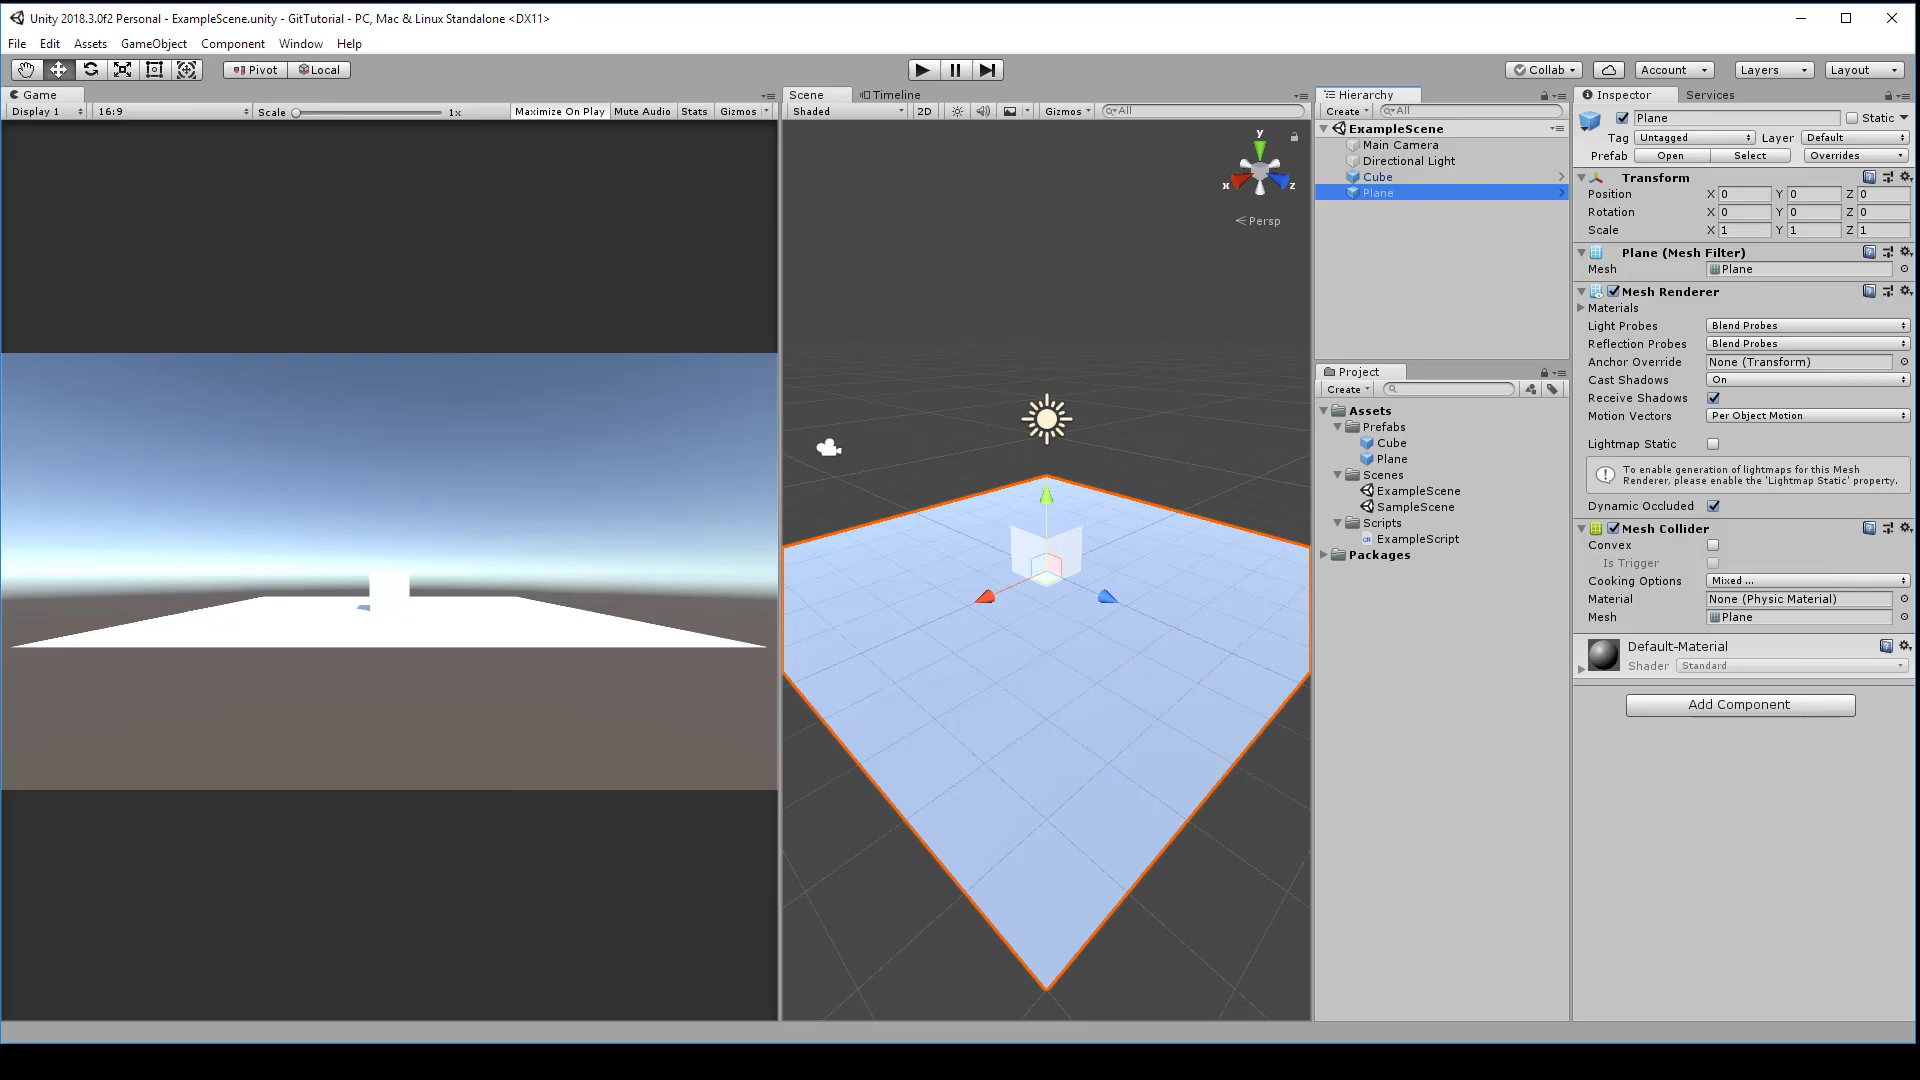 Unity 2018.3.0f2 Personal - ExampleScene.unity - GitTutorial - PC, Mac & Linux Standalone <DX11>
File Edit Assets GameObject Component Window Help
Pivot Local Collab Account Layers Layout
Game
Display 1 16:9 Scale 1x Maximize On Play Mute Audio Stats Gizmos
Scene Timeline
Shaded 2D Gizmos All
y
x
z
Persp
Hierarchy
Create All
ExampleScene
Main Camera
Directional Light
Cube
Plane
Project
Create
Assets
Prefabs
Cube
Plane
Scenes
ExampleScene
SampleScene
Scripts
ExampleScript
Packages
Inspector Services
Plane Static
Tag Untagged Layer Default
Prefab Open Select Overrides
Transform
Position X 0 Y 0 Z 0
Rotation X 0 Y 0 Z 0
Scale X 1 Y 1 Z 1
Plane (Mesh Filter)
Mesh Plane
Mesh Renderer
Materials
Light Probes Blend Probes
Reflection Probes Blend Probes
Anchor Override None (Transform)
Cast Shadows On
Receive Shadows
Motion Vectors Per Object Motion
Lightmap Static
To enable generation of lightmaps for this Mesh
Renderer, please enable the 'Lightmap Static' property.
Dynamic Occluded
Mesh Collider
Convex
Is Trigger
Cooking Options Mixed ...
Material None (Physic Material)
Mesh Plane
Default-Material
Shader Standard
Add Component